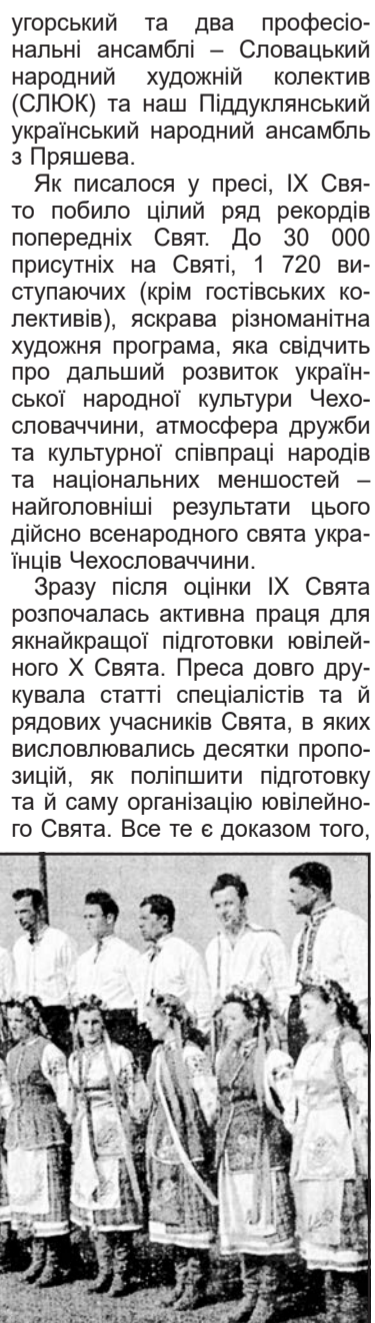 угорський та два професіо-
нальні ансамблі – Словацький
народний художній колектив
(СЛЮК) та наш Піддуклянський
український народний ансамбль
з Пряшева.
Як писалося у пресі, IX Свя-
то побило цілий ряд рекордів
попередніх Свят. До 30 000
присутніх на Святі, 1 720 ви-
ступаючих (крім гостівських ко-
лективів), яскрава різноманітна
художня програма, яка свідчить
про дальший розвиток україн-
ської народної культури Чехо-
словаччини, атмосфера дружби
та культурної співпраці народів
та національних меншостей –
найголовніші результати цього
дійсно всенародного свята укра-
їнців Чехословаччини.
Зразу після оцінки IX Свята
розпочалась активна праця для
якнайкращої підготовки ювілей-
ного X Свята. Преса довго дру-
кувала статті спеціалістів та й
рядових учасників Свята, в яких
висловлювались десятки пропо-
зицій, як поліпшити підготовку
та й саму організацію ювілейно-
го Свята. Все те є доказом того,